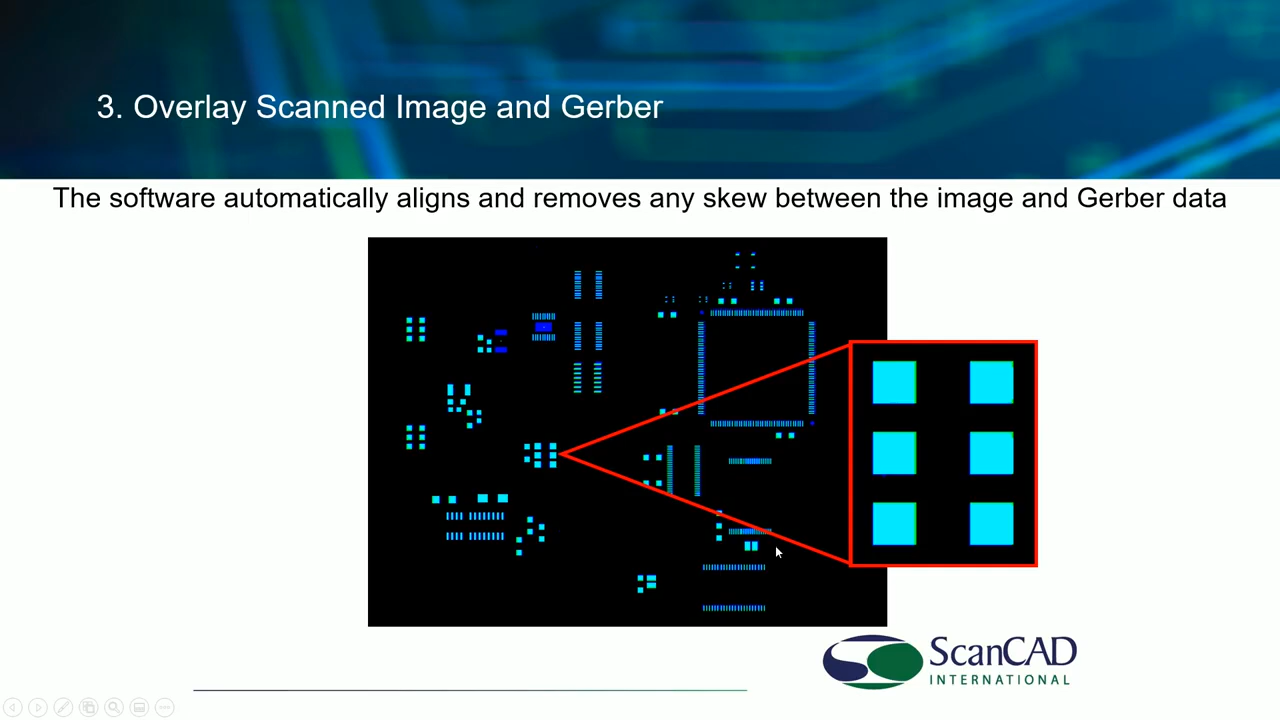 3. Overlay Scanned Image and Gerber
The software automatically aligns and removes any skew between the image and Gerber data
ScanCAD
INTERNATIONAL